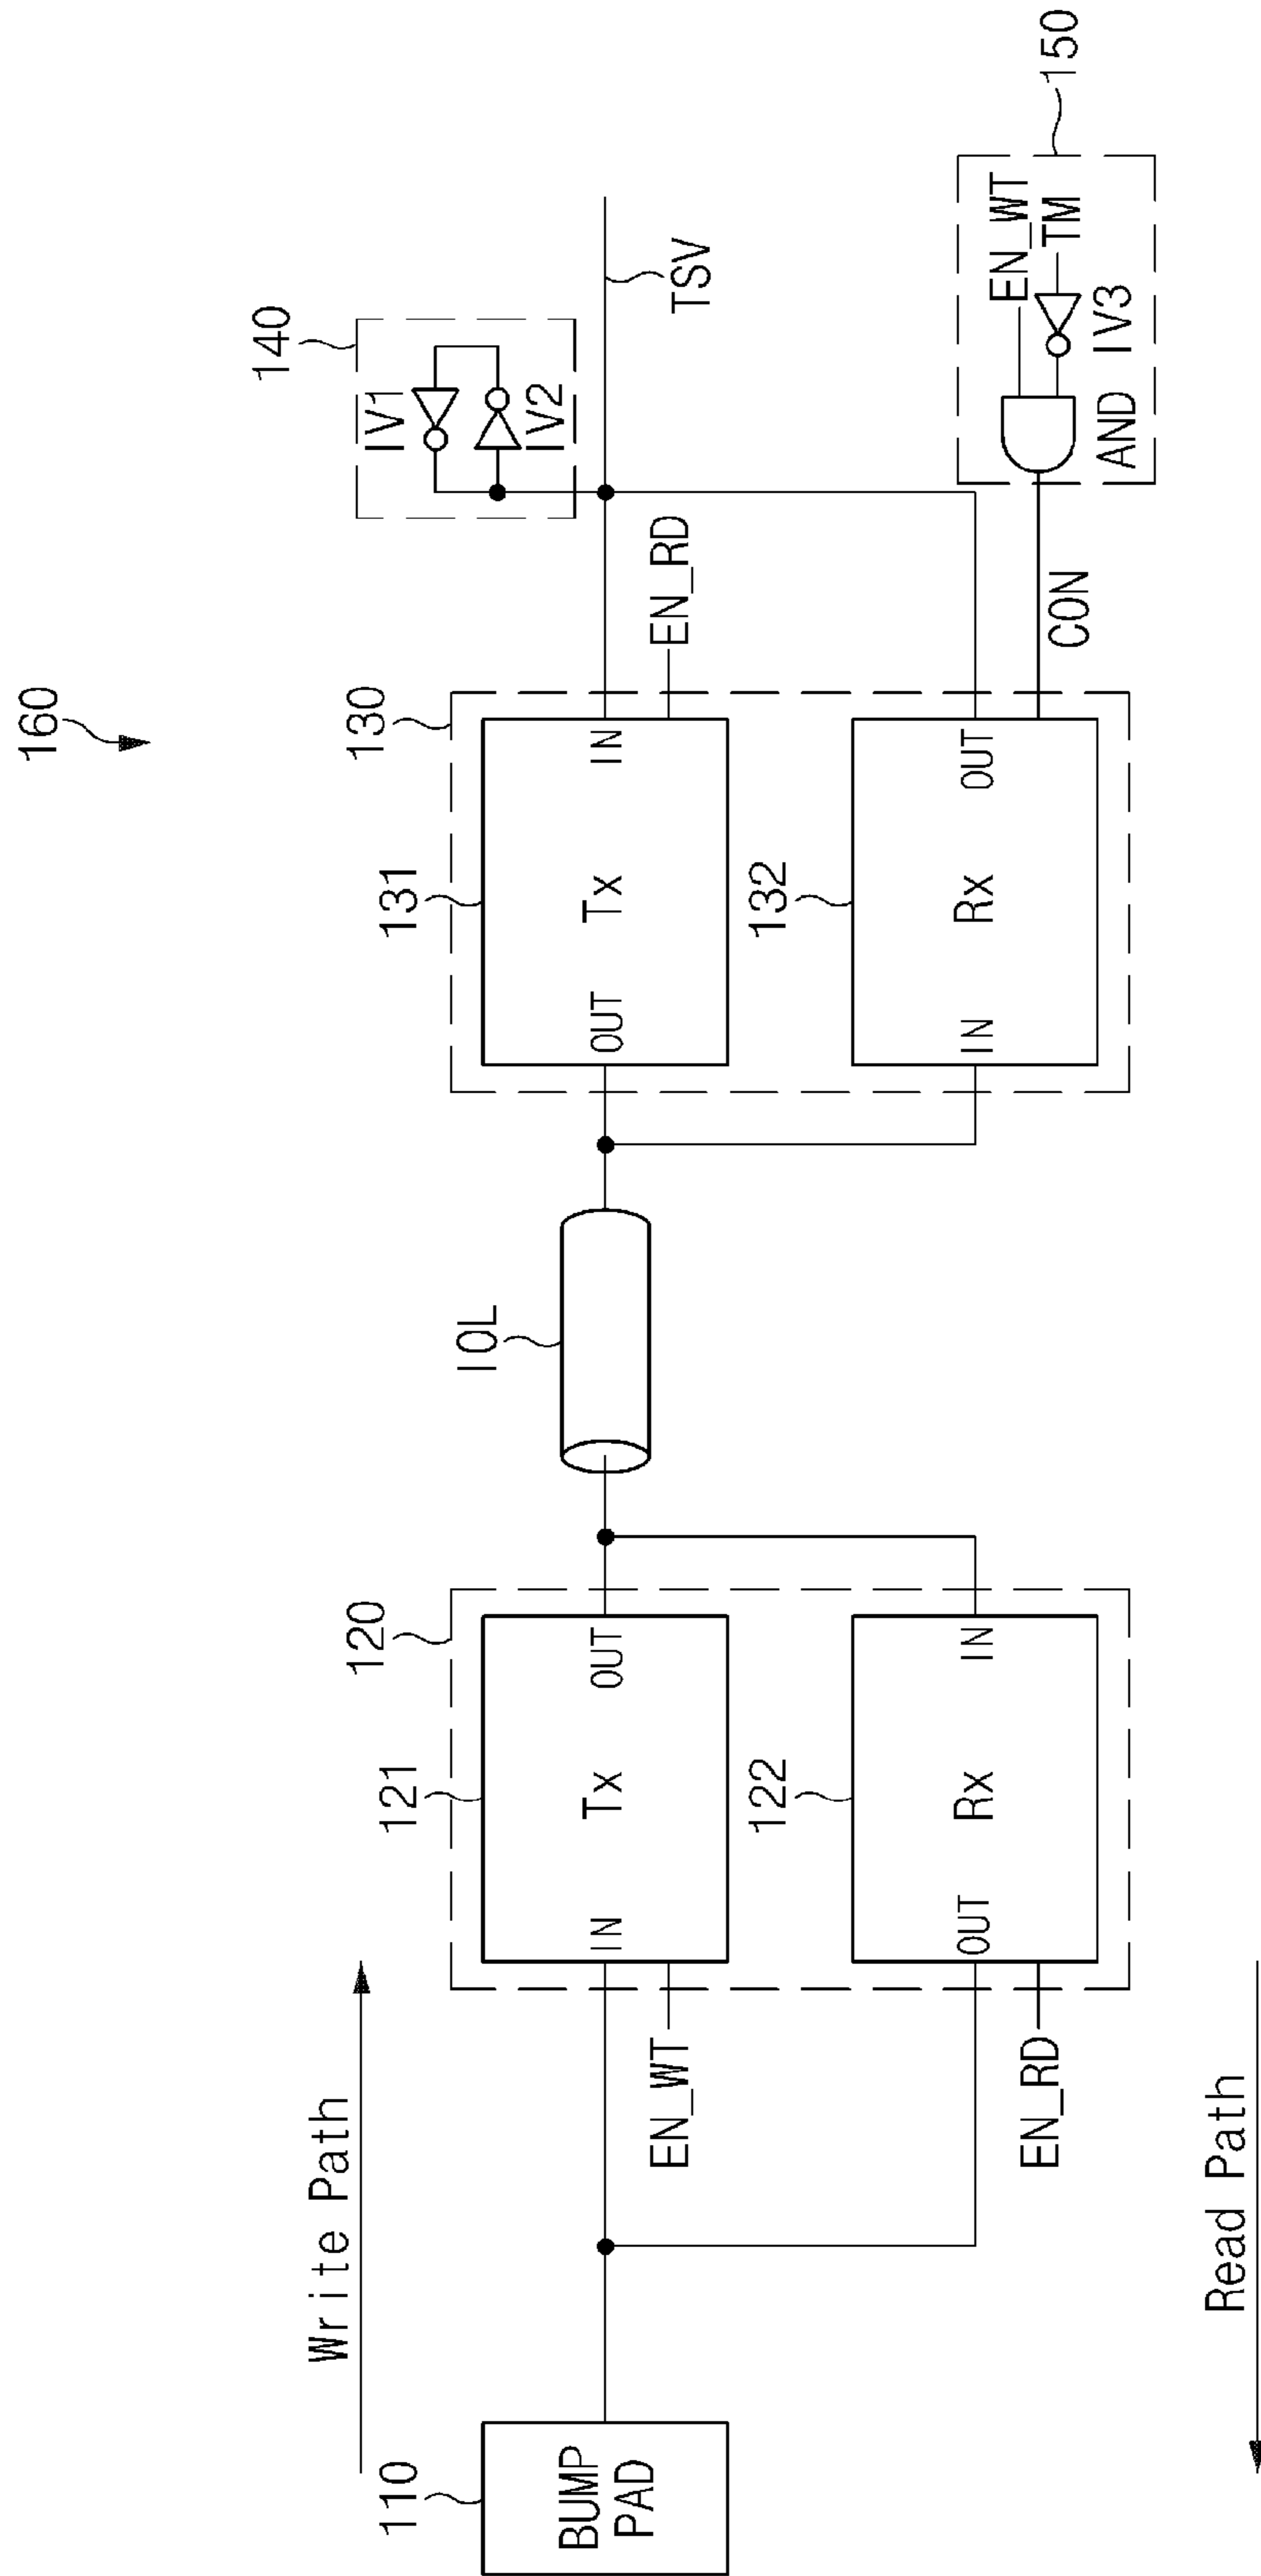 160
Write Path
110
BUMP
PAD
120
121
Tx
IN
OUT
EN_WT
122
Rx
OUT
IN
EN_RD
IOL
130
131
Tx
OUT
IN
EN_RD
132
Rx
IN
OUT
CON
140
IV1
IV2
TSV
150
EN_WT
TM
IV3
AND
Read Path